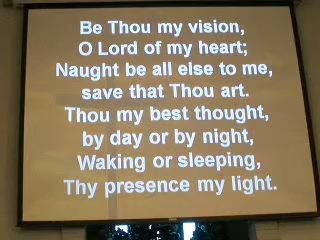 Be Thou my vision,
O Lord of my heart;
Naught be all else to me,
save that Thou art.
Thou my best thought,
by day or by night,
Waking or sleeping,
Thy presence my light.